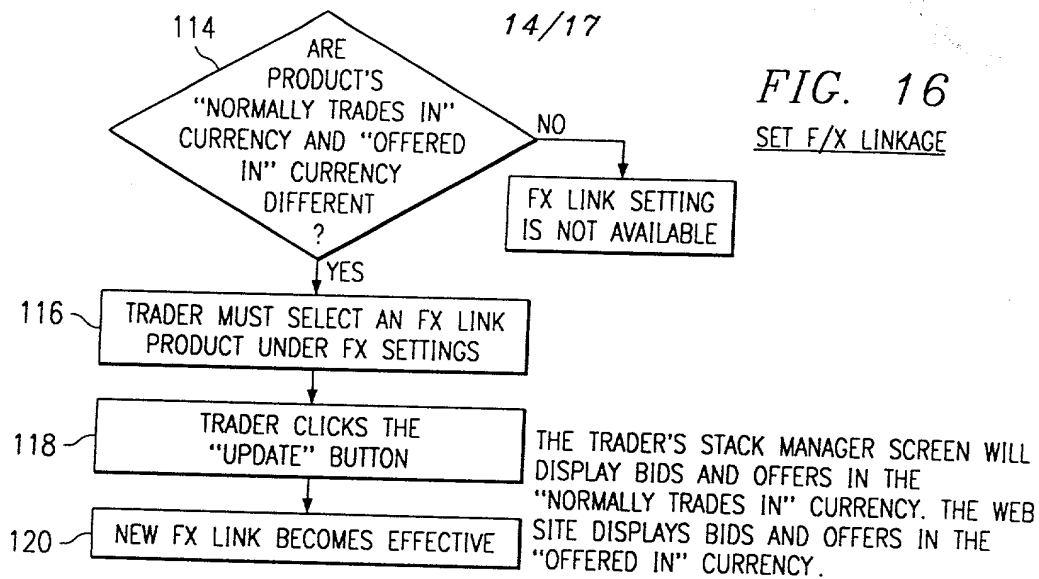 14/17
FIG. 16
SET F/X LINKAGE
114
ARE
PRODUCT'S
"NORMALLY TRADES IN"
CURRENCY AND "OFFERED
IN" CURRENCY
DIFFERENT
?
NO
FX LINK SETTING
IS NOT AVAILABLE
YES
116
TRADER MUST SELECT AN FX LINK
PRODUCT UNDER FX SETTINGS
118
TRADER CLICKS THE
"UPDATE" BUTTON
120
NEW FX LINK BECOMES EFFECTIVE
THE TRADER'S STACK MANAGER SCREEN WILL
DISPLAY BIDS AND OFFERS IN THE
"NORMALLY TRADES IN" CURRENCY. THE WEB
SITE DISPLAYS BIDS AND OFFERS IN THE
"OFFERED IN" CURRENCY.